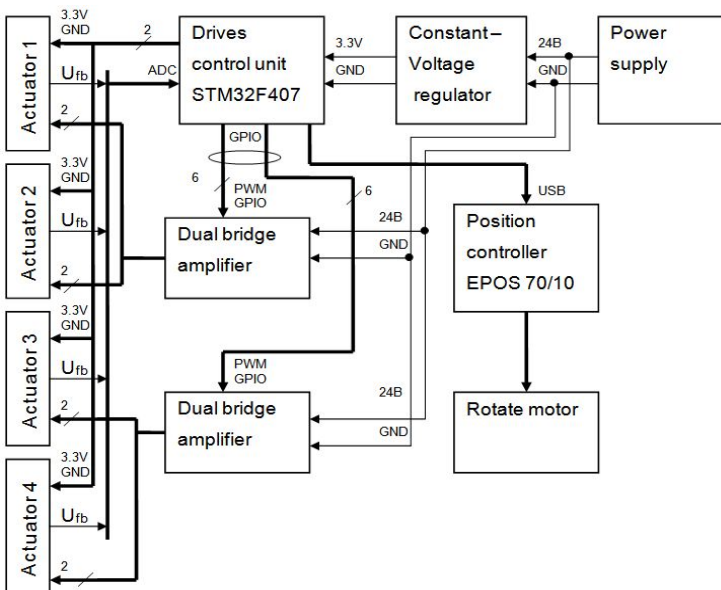 Actuator 1
3.3V
GND
Ufb
2
2
ADC
Drives
control unit
STM32F407
3.3V
GND
Constant–
Voltage
regulator
24B
GND
Power
supply
GPIO
6
PWM
GPIO
6
USB
Actuator 2
3.3V
GND
Ufb
2
Dual bridge
amplifier
24B
GND
Position
controller
EPOS 70/10
Actuator 3
3.3V
GND
Ufb
2
PWM
GPIO
Dual bridge
amplifier
24B
GND
Rotate motor
Actuator 4
3.3V
GND
Ufb
2